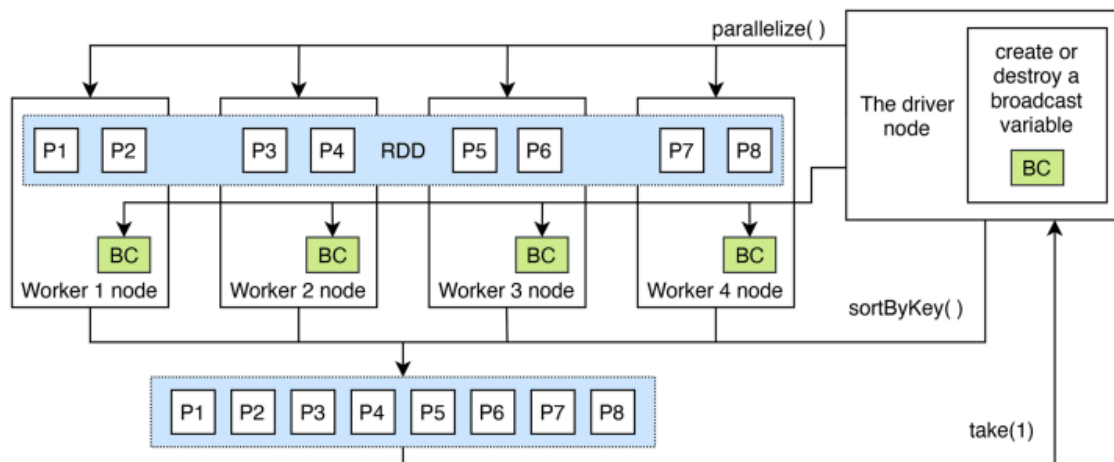 parallelize( )
The driver
node
create or
destroy a
broadcast
variable
BC
P1 P2 P3 P4 RDD P5 P6 P7 P8
BC BC BC BC
Worker 1 node Worker 2 node Worker 3 node Worker 4 node
sortByKey( )
P1 P2 P3 P4 P5 P6 P7 P8
take(1)